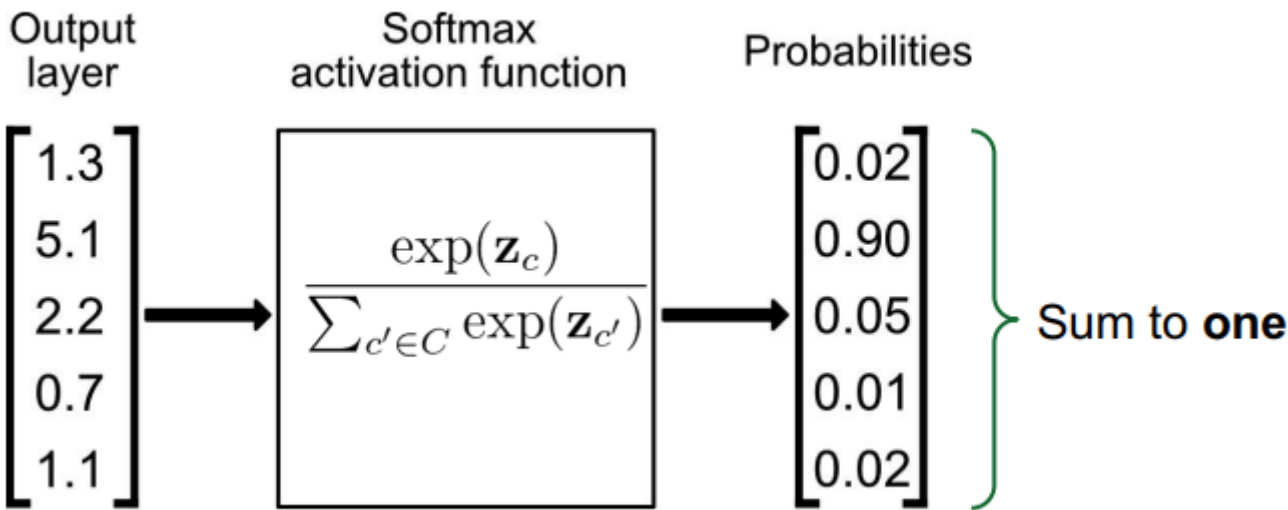 Output
layer
Softmax
activation function
Probabilities
1.3
5.1
2.2
0.7
1.1
exp(z_c)
∑_{c′∈C} exp(z_{c′})
0.02
0.90
0.05
0.01
0.02
Sum to one